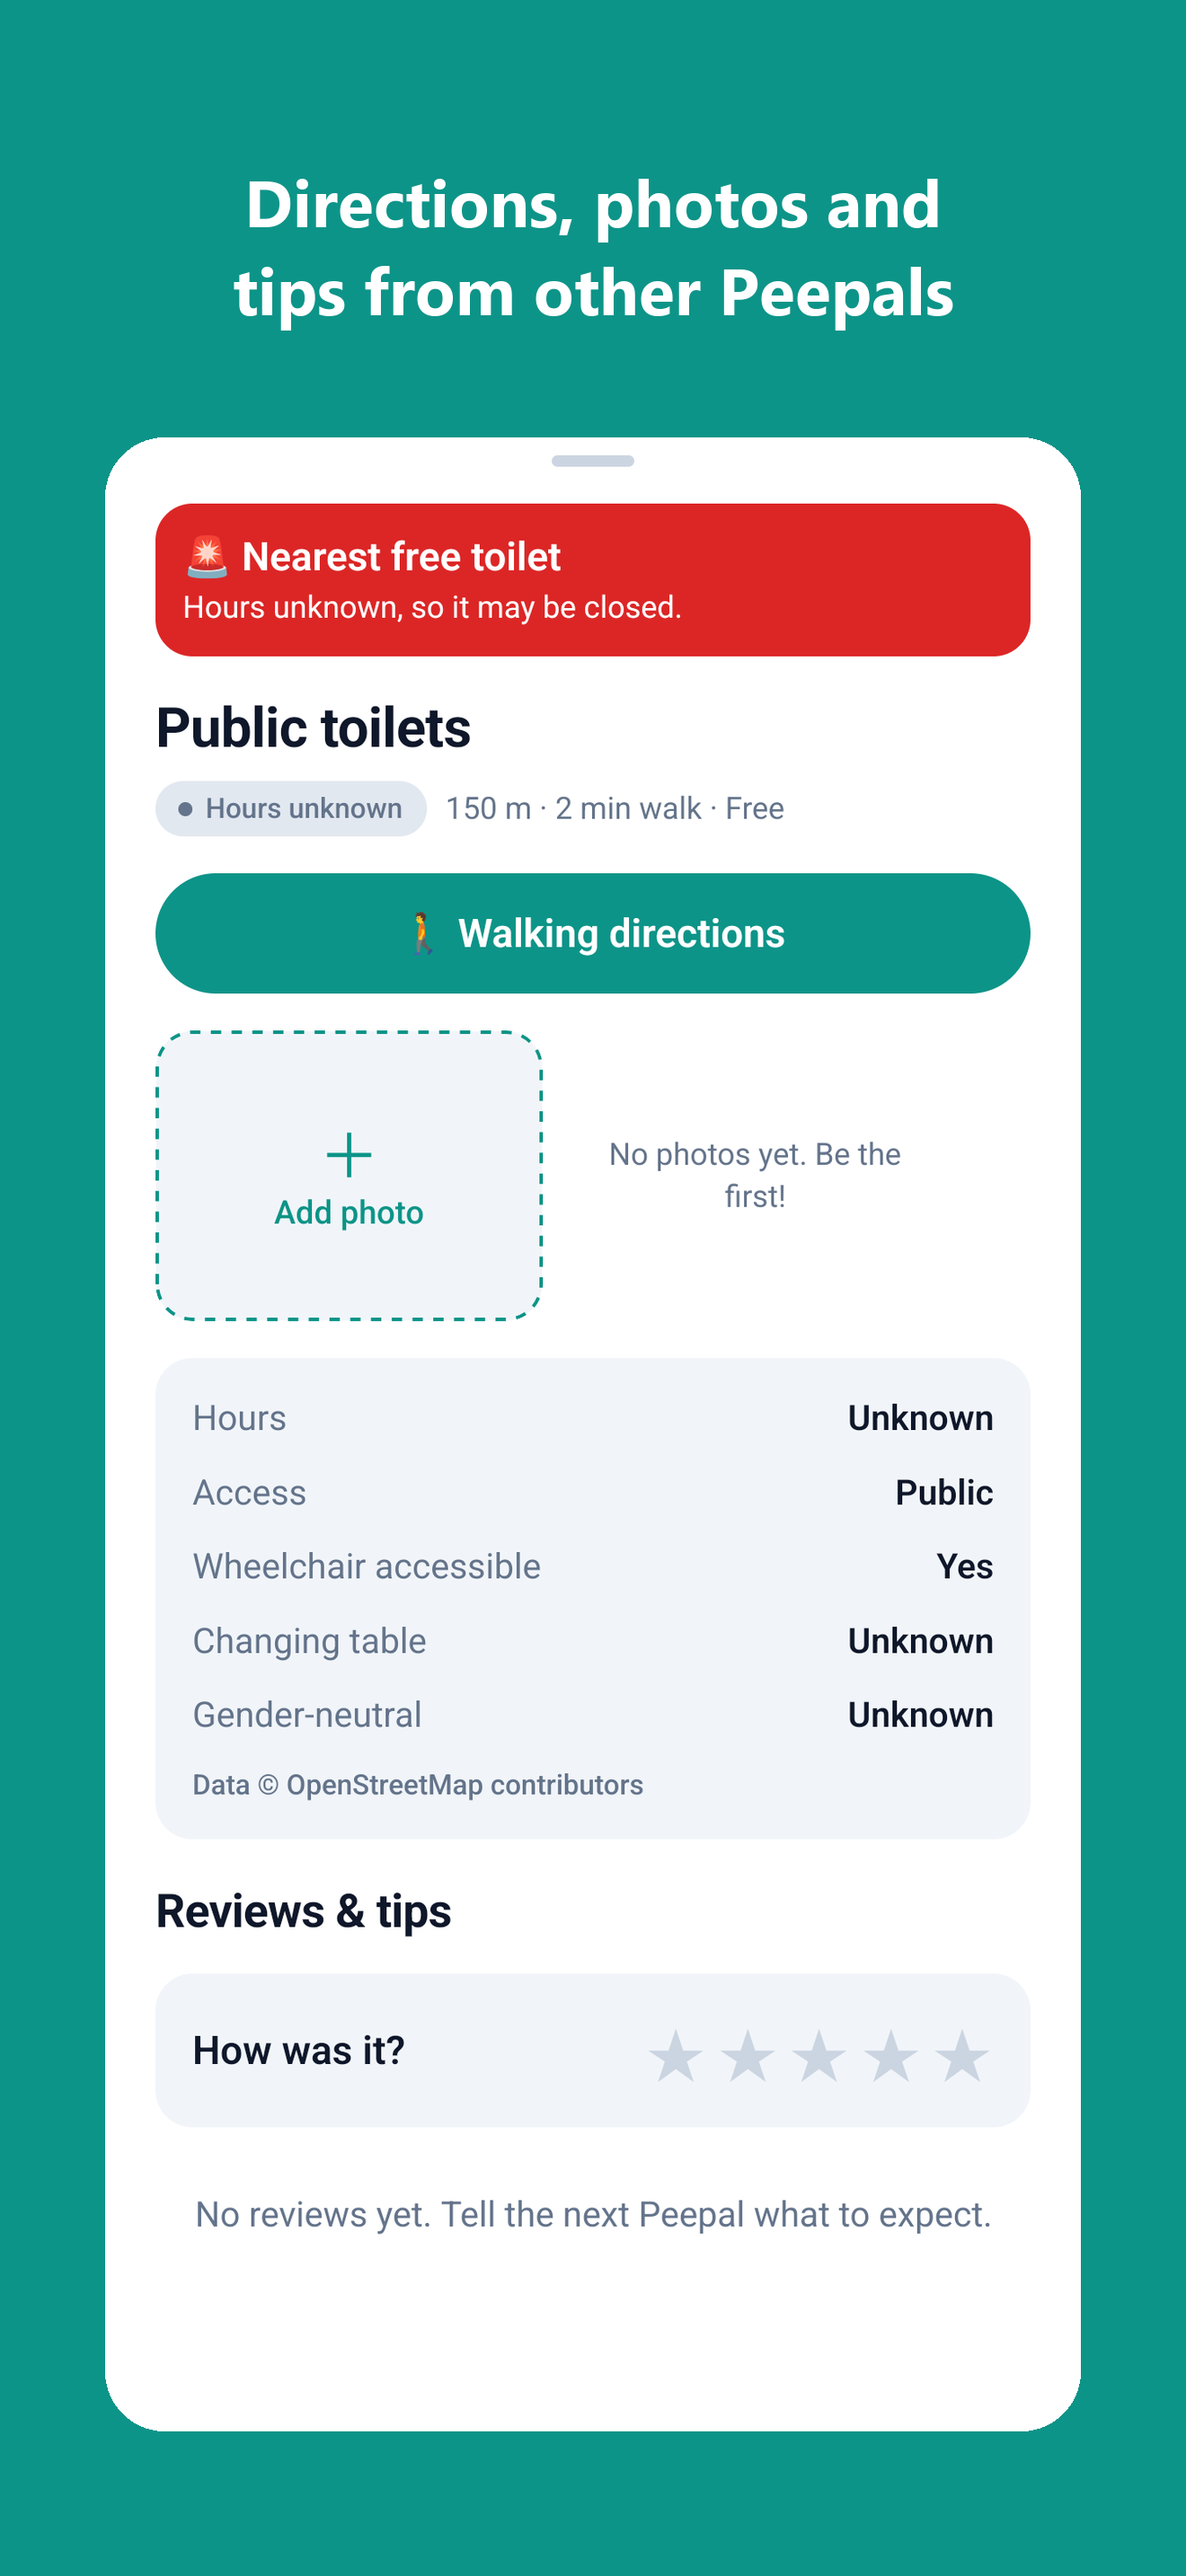 Directions, photos and
tips from other Peepals
🚨 Nearest free toilet
Hours unknown, so it may be closed.
Public toilets
Hours unknown
150 m · 2 min walk · Free
🚶 Walking directions
+
Add photo
No photos yet. Be the
first!
Hours Unknown
Access Public
Wheelchair accessible Yes
Changing table Unknown
Gender-neutral Unknown
Data © OpenStreetMap contributors
Reviews & tips
How was it? ★ ★ ★ ★ ★
No reviews yet. Tell the next Peepal what to expect.